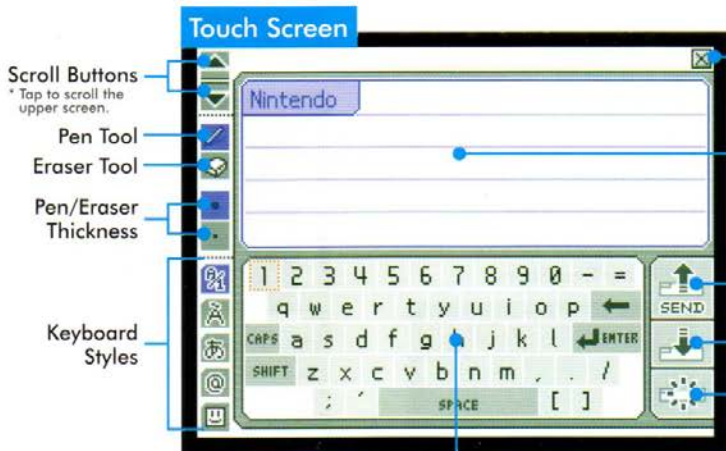 Touch Screen
Scroll Buttons
* Tap to scroll the
upper screen.
Pen Tool
Eraser Tool
Pen/Eraser
Thickness
Keyboard
Styles
Nintendo
1 2 3 4 5 6 7 8 9 0 - =
q w e r t y u i o p ←
CAPS a s d f g h j k l ENTER
SHIFT z x c v b n m , . /
; ´ SPACE [ ]
SEND
Ä
あ
@